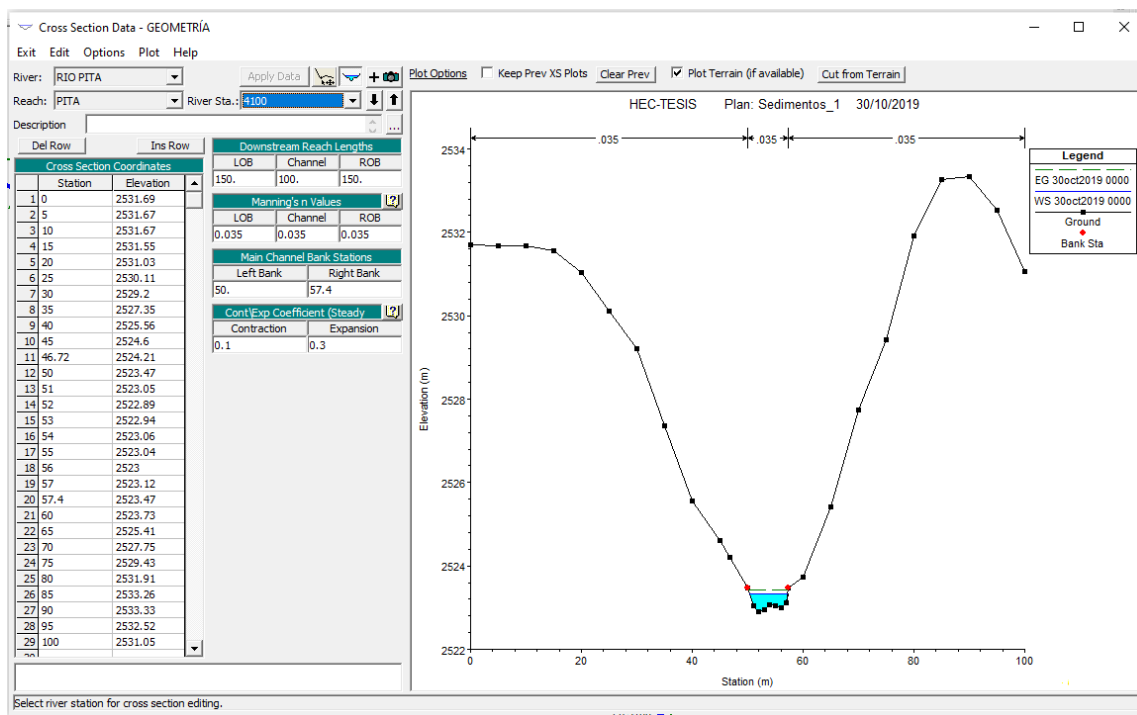 Cross Section Data - GEOMETRÍA
Exit Edit Options Plot Help
River: RIO PITA Apply Data Plot Options Keep Prev XS Plots Clear Prev Plot Terrain (if available) Cut from Terrain
Reach: PITA River Sta.: 4100
Description ...
Del Row Ins Row
Cross Section Coordinates
Station Elevation
1 0 2531.69
2 5 2531.67
3 10 2531.67
4 15 2531.55
5 20 2531.03
6 25 2530.11
7 30 2529.2
8 35 2527.35
9 40 2525.56
10 45 2524.6
11 46.72 2524.21
12 50 2523.47
13 51 2523.05
14 52 2522.89
15 53 2522.94
16 54 2523.06
17 55 2523.04
18 56 2523
19 57 2523.12
20 57.4 2523.47
21 60 2523.73
22 65 2525.41
23 70 2527.75
24 75 2529.43
25 80 2531.91
26 85 2533.26
27 90 2533.33
28 95 2532.52
29 100 2531.05
Downstream Reach Lengths
LOB Channel ROB
150. 100. 150.
Manning's n Values ?
LOB Channel ROB
0.035 0.035 0.035
Main Channel Bank Stations
Left Bank Right Bank
50. 57.4
Cont\Exp Coefficient (Steady ?
Contraction Expansion
0.1 0.3
HEC-TESIS Plan: Sedimentos_1 30/10/2019
.035 .035 .035
2534
2532
2530
2528
2526
2524
2522
Elevation (m)
0 20 40 60 80 100
Station (m)
Legend
EG 30oct2019 0000
WS 30oct2019 0000
Ground
Bank Sta
Select river station for cross section editing.